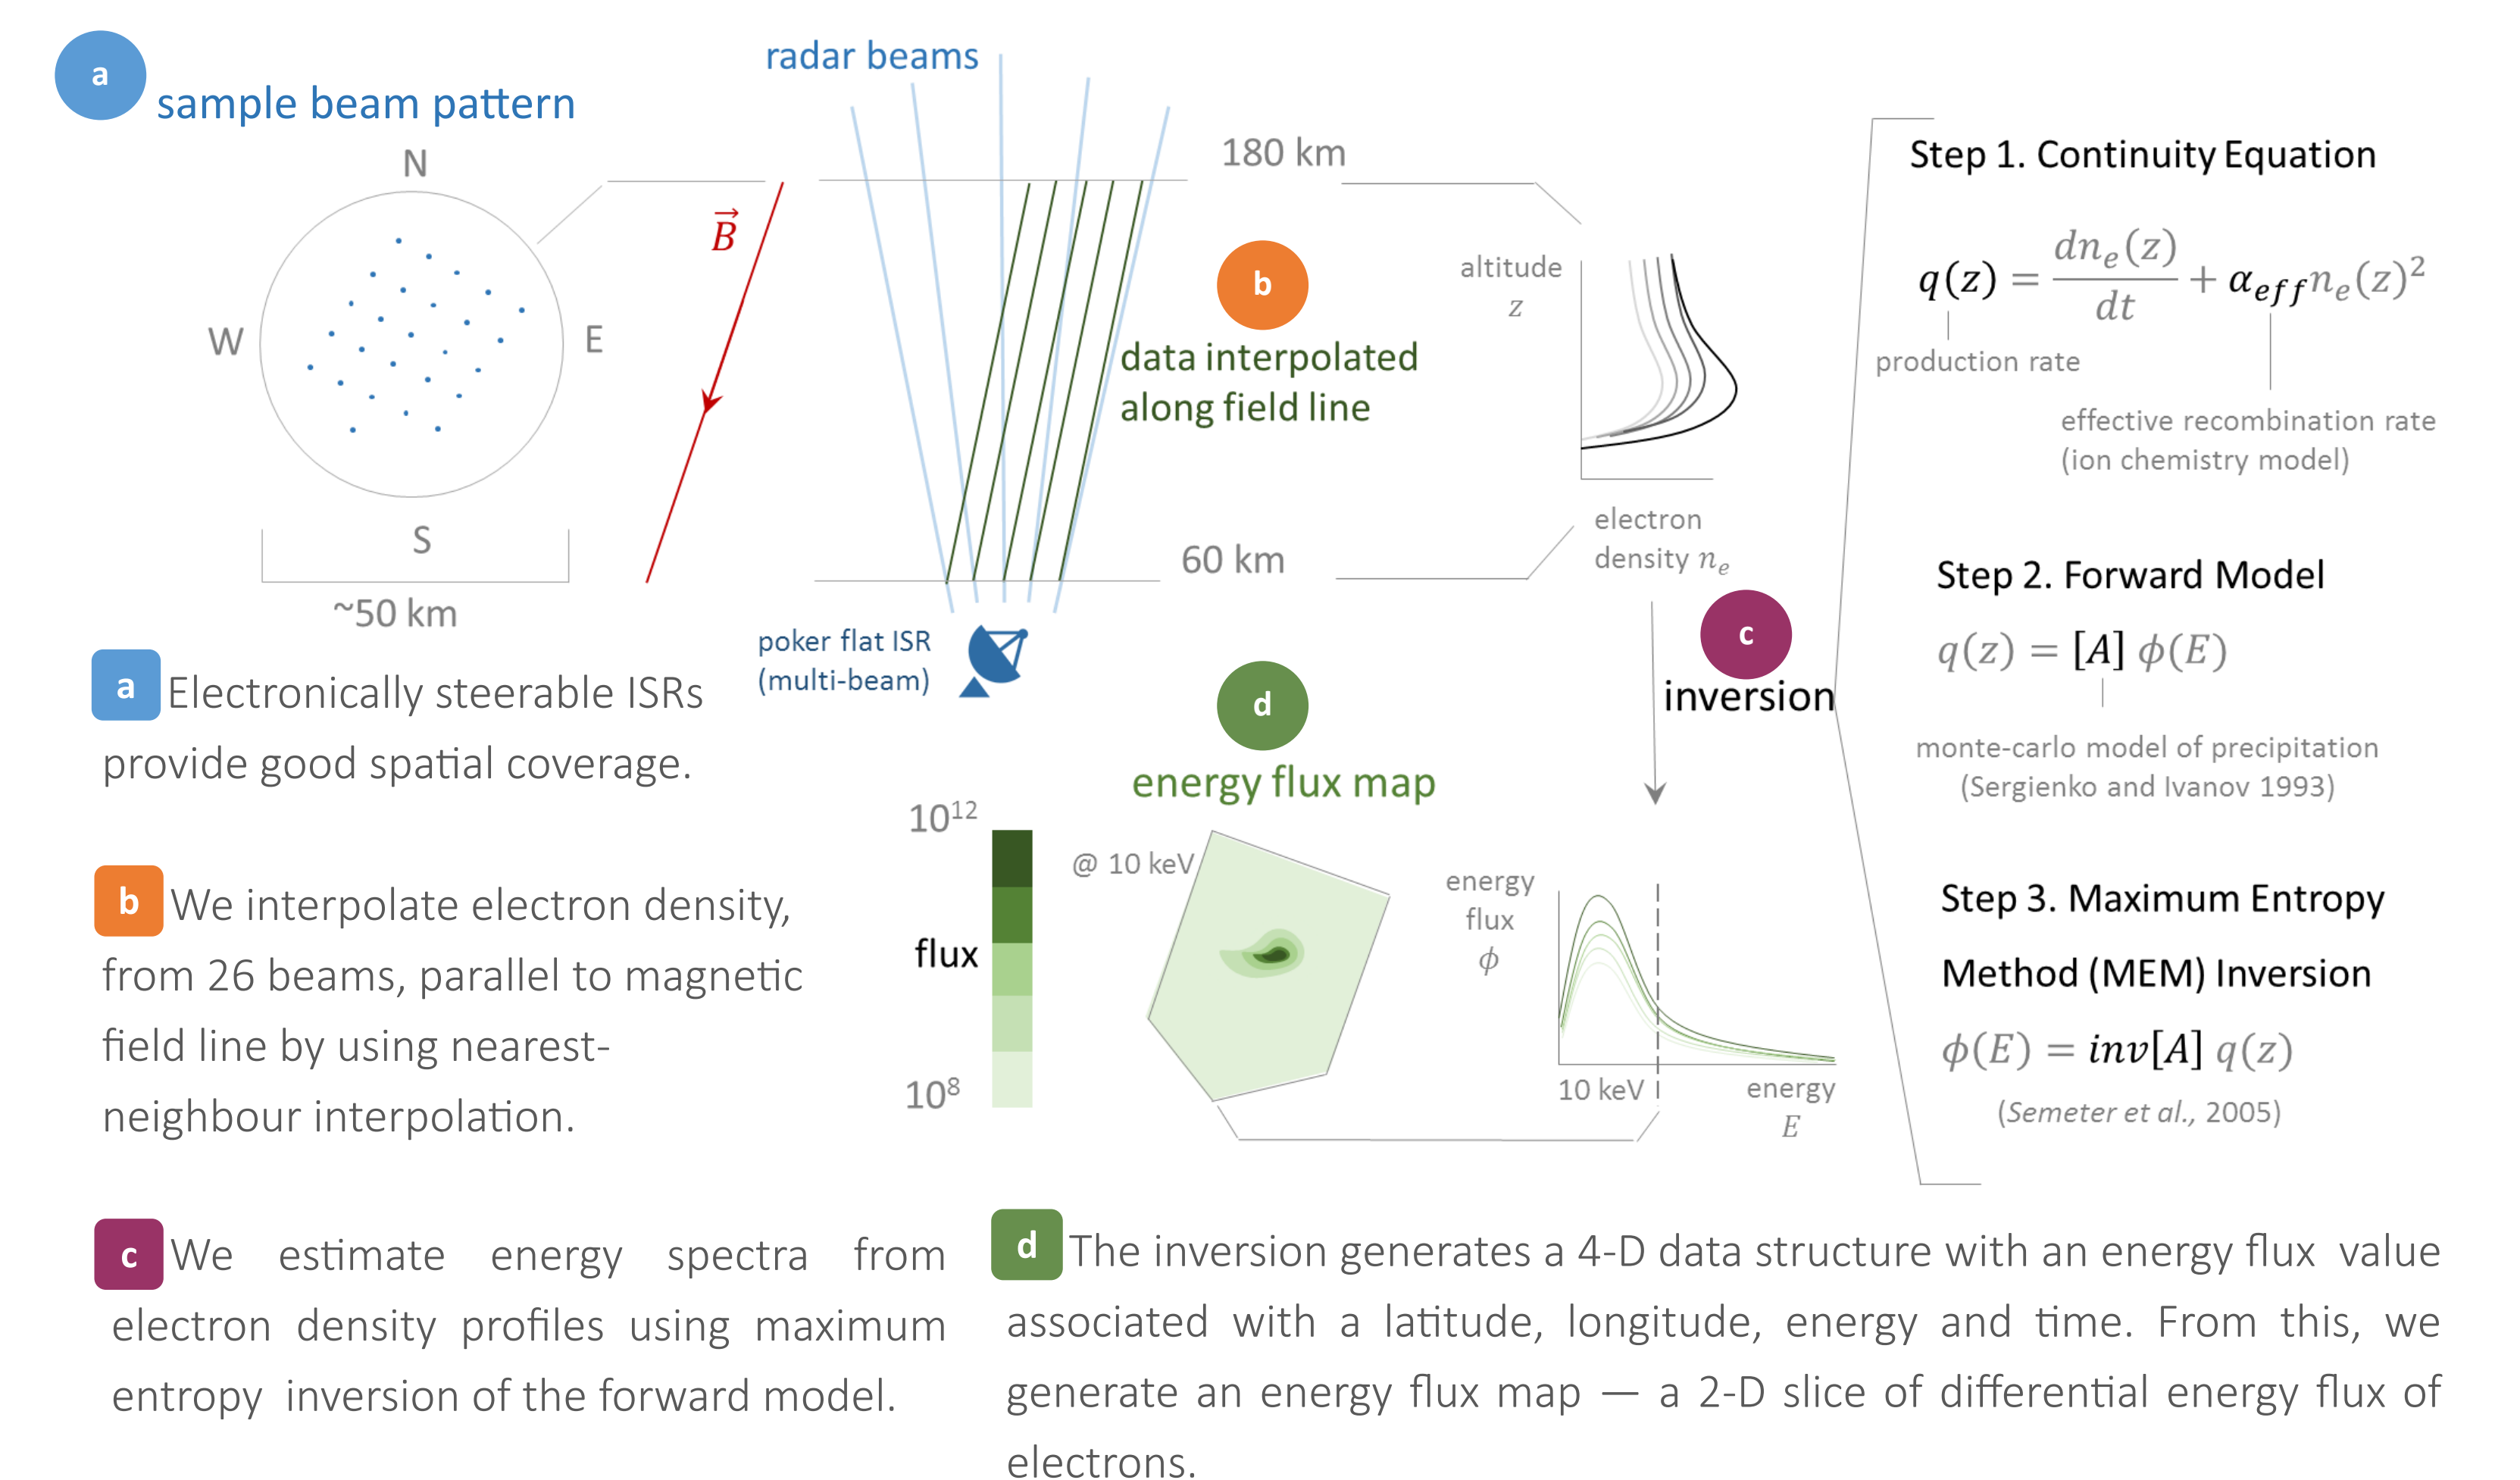 a
sample beam pattern
N
W
E
S
~50 km
radar beams
B⃗
180 km
b
data interpolated
along field line
60 km
poker flat ISR
(multi-beam)
altitude
z
electron
density nₑ
c
inversion
Step 1. Continuity Equation
q(z) = dnₑ(z)/dt + α_eff nₑ(z)²
production rate
effective recombination rate
(ion chemistry model)
Step 2. Forward Model
q(z) = [A] ϕ(E)
monte-carlo model of precipitation
(Sergienko and Ivanov 1993)
Step 3. Maximum Entropy
Method (MEM) Inversion
ϕ(E) = inv[A] q(z)
(Semeter et al., 2005)
d
energy flux map
10¹²
flux
10⁸
@ 10 keV
energy
flux
ϕ
10 keV
energy
E
a Electronically steerable ISRs
provide good spatial coverage.
b We interpolate electron density,
from 26 beams, parallel to magnetic
field line by using nearest-
neighbour interpolation.
c We estimate energy spectra from
electron density profiles using maximum
entropy inversion of the forward model.
d The inversion generates a 4-D data structure with an energy flux value
associated with a latitude, longitude, energy and time. From this, we
generate an energy flux map — a 2-D slice of differential energy flux of
electrons.